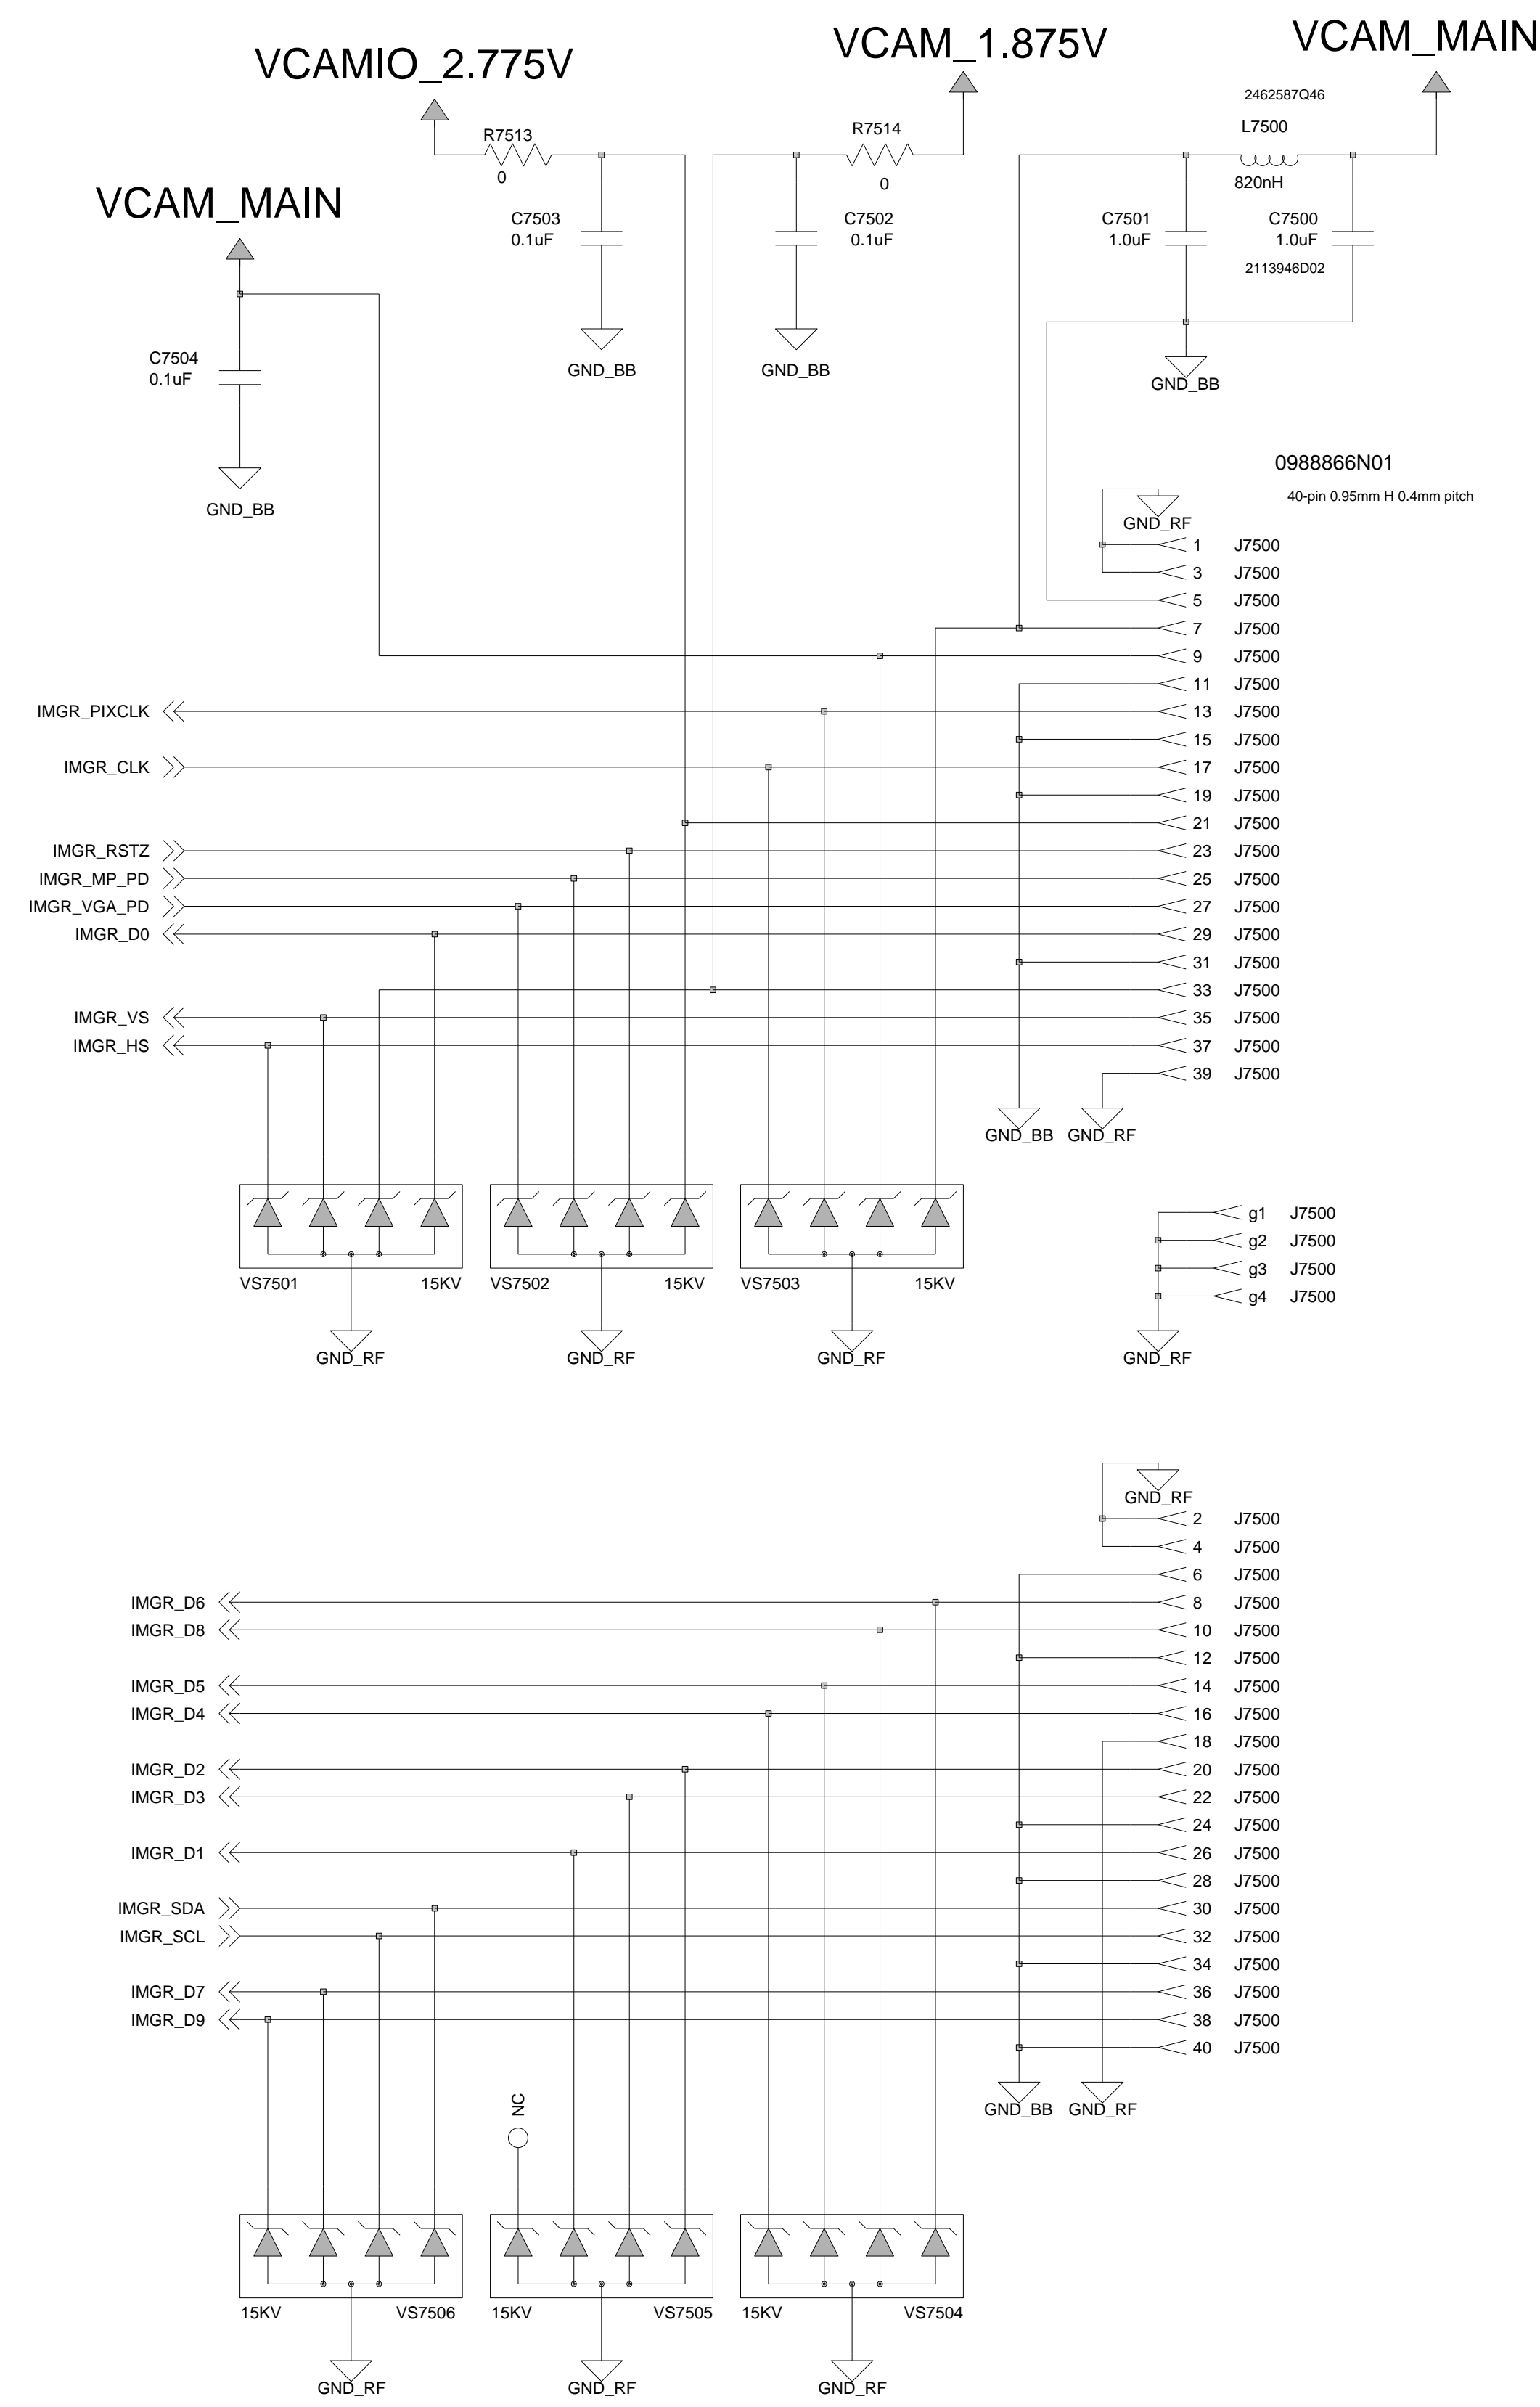 VCAM_MAIN
VCAM_1.875V
VCAMIO_2.775V
2462587Q46
L7500
R7514
R7513
0
0
820nH
VCAM_MAIN
C7503
0.1uF
C7502
0.1uF
C7501
1.0uF
C7500
1.0uF
2113946D02
C7504
0.1uF
GND_BB
GND_BB
GND_BB
0988866N01
40-pin 0.95mm H 0.4mm pitch
GND_BB
GND_RF
1 J7500
3 J7500
5 J7500
7 J7500
9 J7500
11 J7500
IMGR_PIXCLK 13 J7500
15 J7500
IMGR_CLK 17 J7500
19 J7500
21 J7500
IMGR_RSTZ 23 J7500
IMGR_MP_PD 25 J7500
IMGR_VGA_PD 27 J7500
IMGR_D0 29 J7500
31 J7500
33 J7500
IMGR_VS 35 J7500
IMGR_HS 37 J7500
39 J7500
GND_BB GND_RF
g1 J7500
g2 J7500
g3 J7500
g4 J7500
VS7501 15KV VS7502 15KV VS7503 15KV
GND_RF GND_RF GND_RF GND_RF
GND_RF
2 J7500
4 J7500
6 J7500
IMGR_D6 8 J7500
IMGR_D8 10 J7500
12 J7500
IMGR_D5 14 J7500
IMGR_D4 16 J7500
18 J7500
IMGR_D2 20 J7500
IMGR_D3 22 J7500
24 J7500
IMGR_D1 26 J7500
28 J7500
IMGR_SDA 30 J7500
IMGR_SCL 32 J7500
34 J7500
IMGR_D7 36 J7500
IMGR_D9 38 J7500
40 J7500
NC
GND_BB GND_RF
15KV VS7506 15KV VS7505 15KV VS7504
GND_RF GND_RF GND_RF